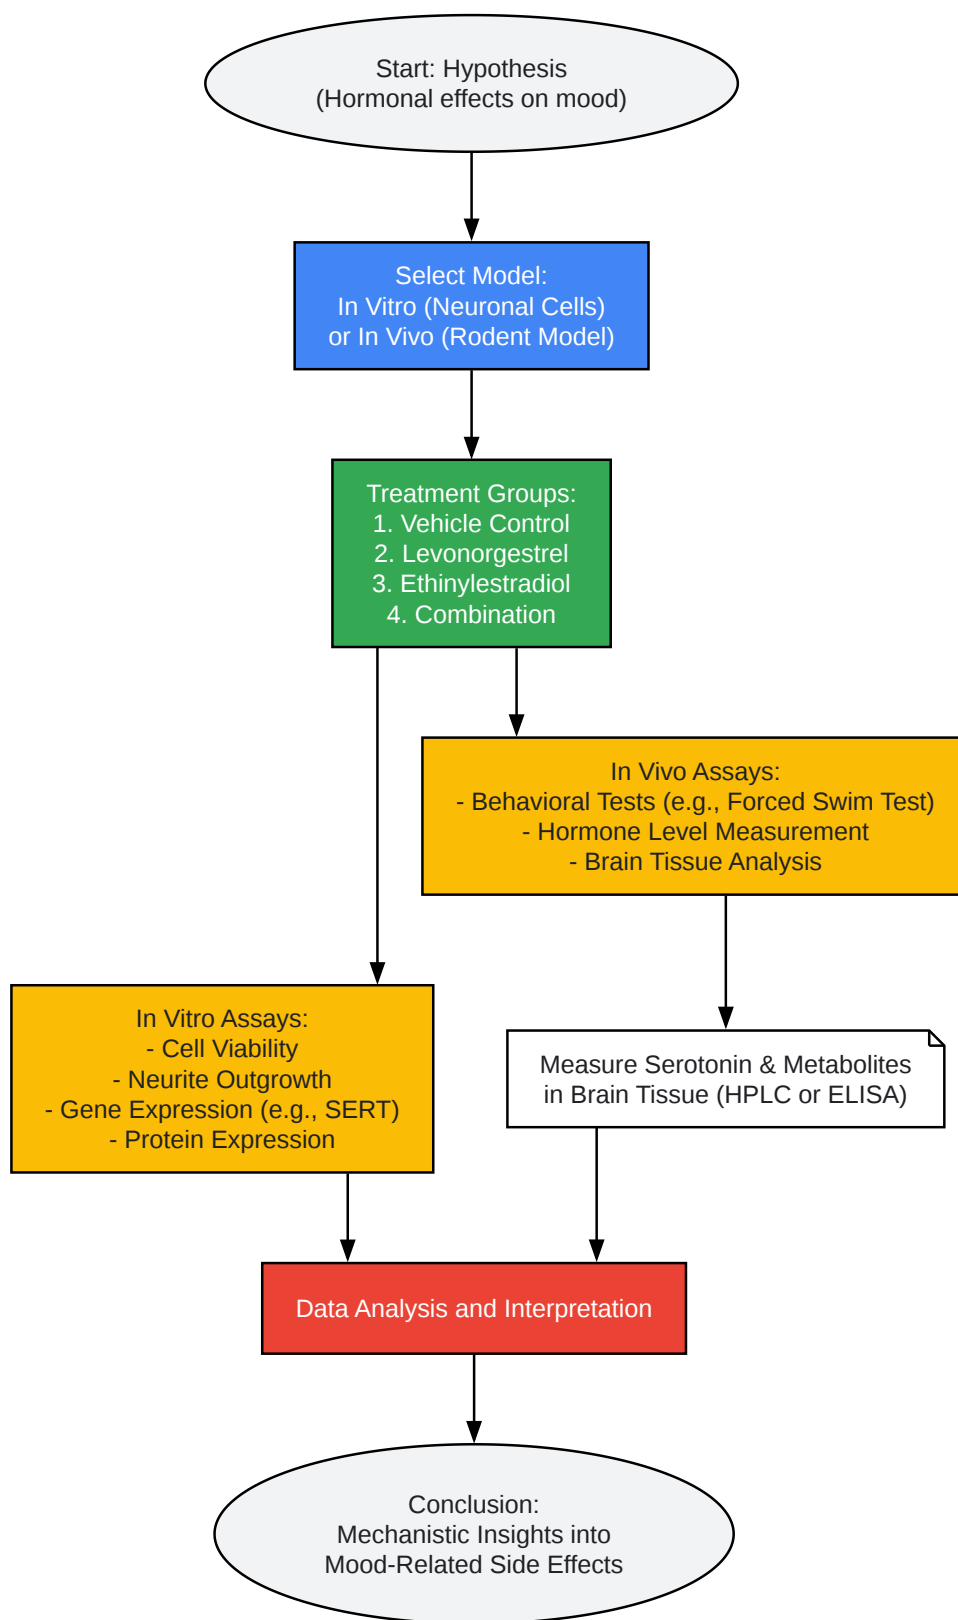 Start: Hypothesis
(Hormonal effects on mood)
Select Model:
In Vitro (Neuronal Cells)
or In Vivo (Rodent Model)
Treatment Groups:
1. Vehicle Control
2. Levonorgestrel
3. Ethinylestradiol
4. Combination
In Vivo Assays:
- Behavioral Tests (e.g., Forced Swim Test)
- Hormone Level Measurement
- Brain Tissue Analysis
In Vitro Assays:
- Cell Viability
- Neurite Outgrowth
- Gene Expression (e.g., SERT)
- Protein Expression
Measure Serotonin & Metabolites
in Brain Tissue (HPLC or ELISA)
Data Analysis and Interpretation
Conclusion:
Mechanistic Insights into
Mood-Related Side Effects